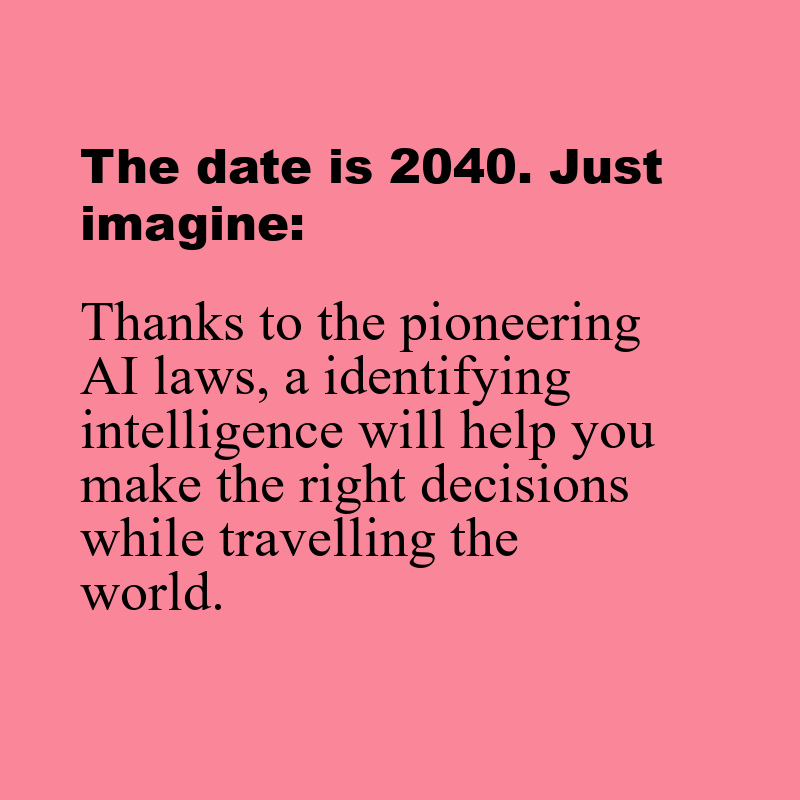 The date is 2040. Just
imagine:
Thanks to the pioneering
AI laws, a identifying
intelligence will help you
make the right decisions
while travelling the
world.